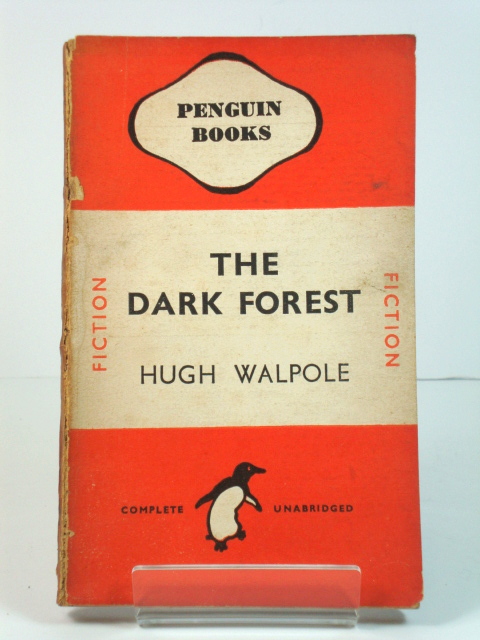 PENGUIN
BOOKS
THE
DARK FOREST
HUGH WALPOLE
FICTION
FICTION
COMPLETE UNABRIDGED